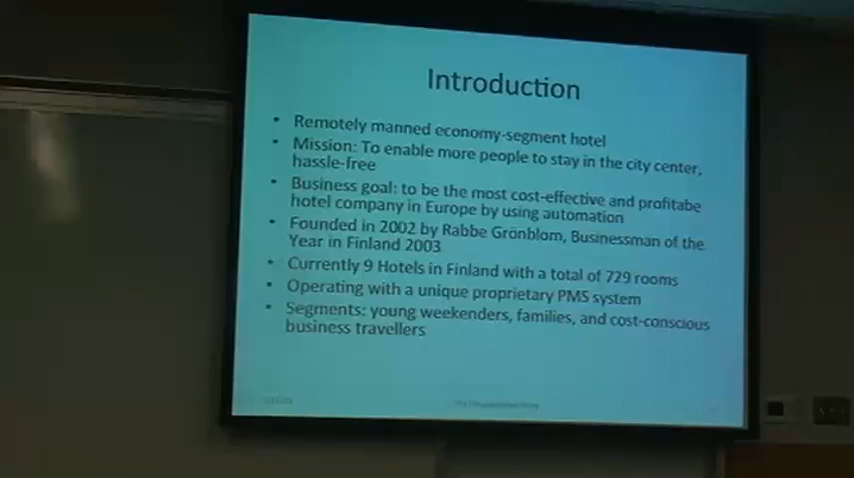 Introduction
• Remotely manned economy-segment hotel
• Mission: To enable more people to stay in the city center,
hassle-free
• Business goal: to be the most cost-effective and profitabe
hotel company in Europe by using automation
• Founded in 2002 by Rabbe Grönblom, Businessman of the
Year in Finland 2003
• Currently 9 Hotels in Finland with a total of 729 rooms
• Operating with a unique proprietary PMS system
• Segments: young weekenders, families, and cost-conscious
business travellers